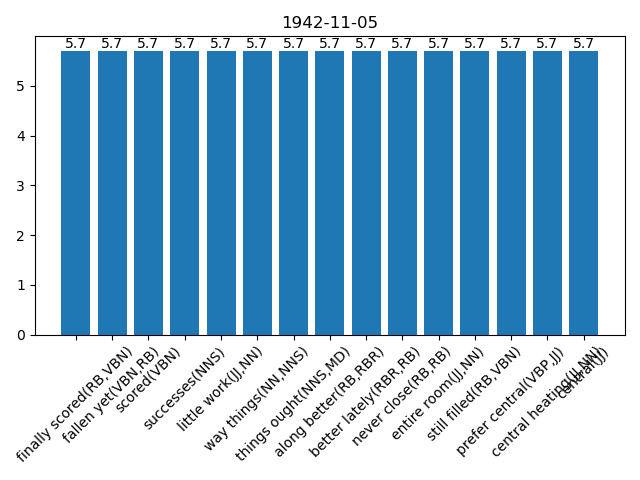 1942-11-05
5.7 5.7 5.7 5.7 5.7 5.7 5.7 5.7 5.7 5.7 5.7 5.7 5.7 5.7 5.7
5
4
3
2
1
0
finally scored(RB,VBN)
fallen yet(VBN,RB)
scored(VBN)
successes(NNS)
little work(JJ,NN)
way things(NN,NNS)
things ought(NNS,MD)
along better(RB,RBR)
better lately(RBR,RB)
never close(RB,RB)
entire room(JJ,NN)
still filled(RB,VBN)
prefer central(VBP,JJ)
central heating(JJ,NN)
central(JJ)